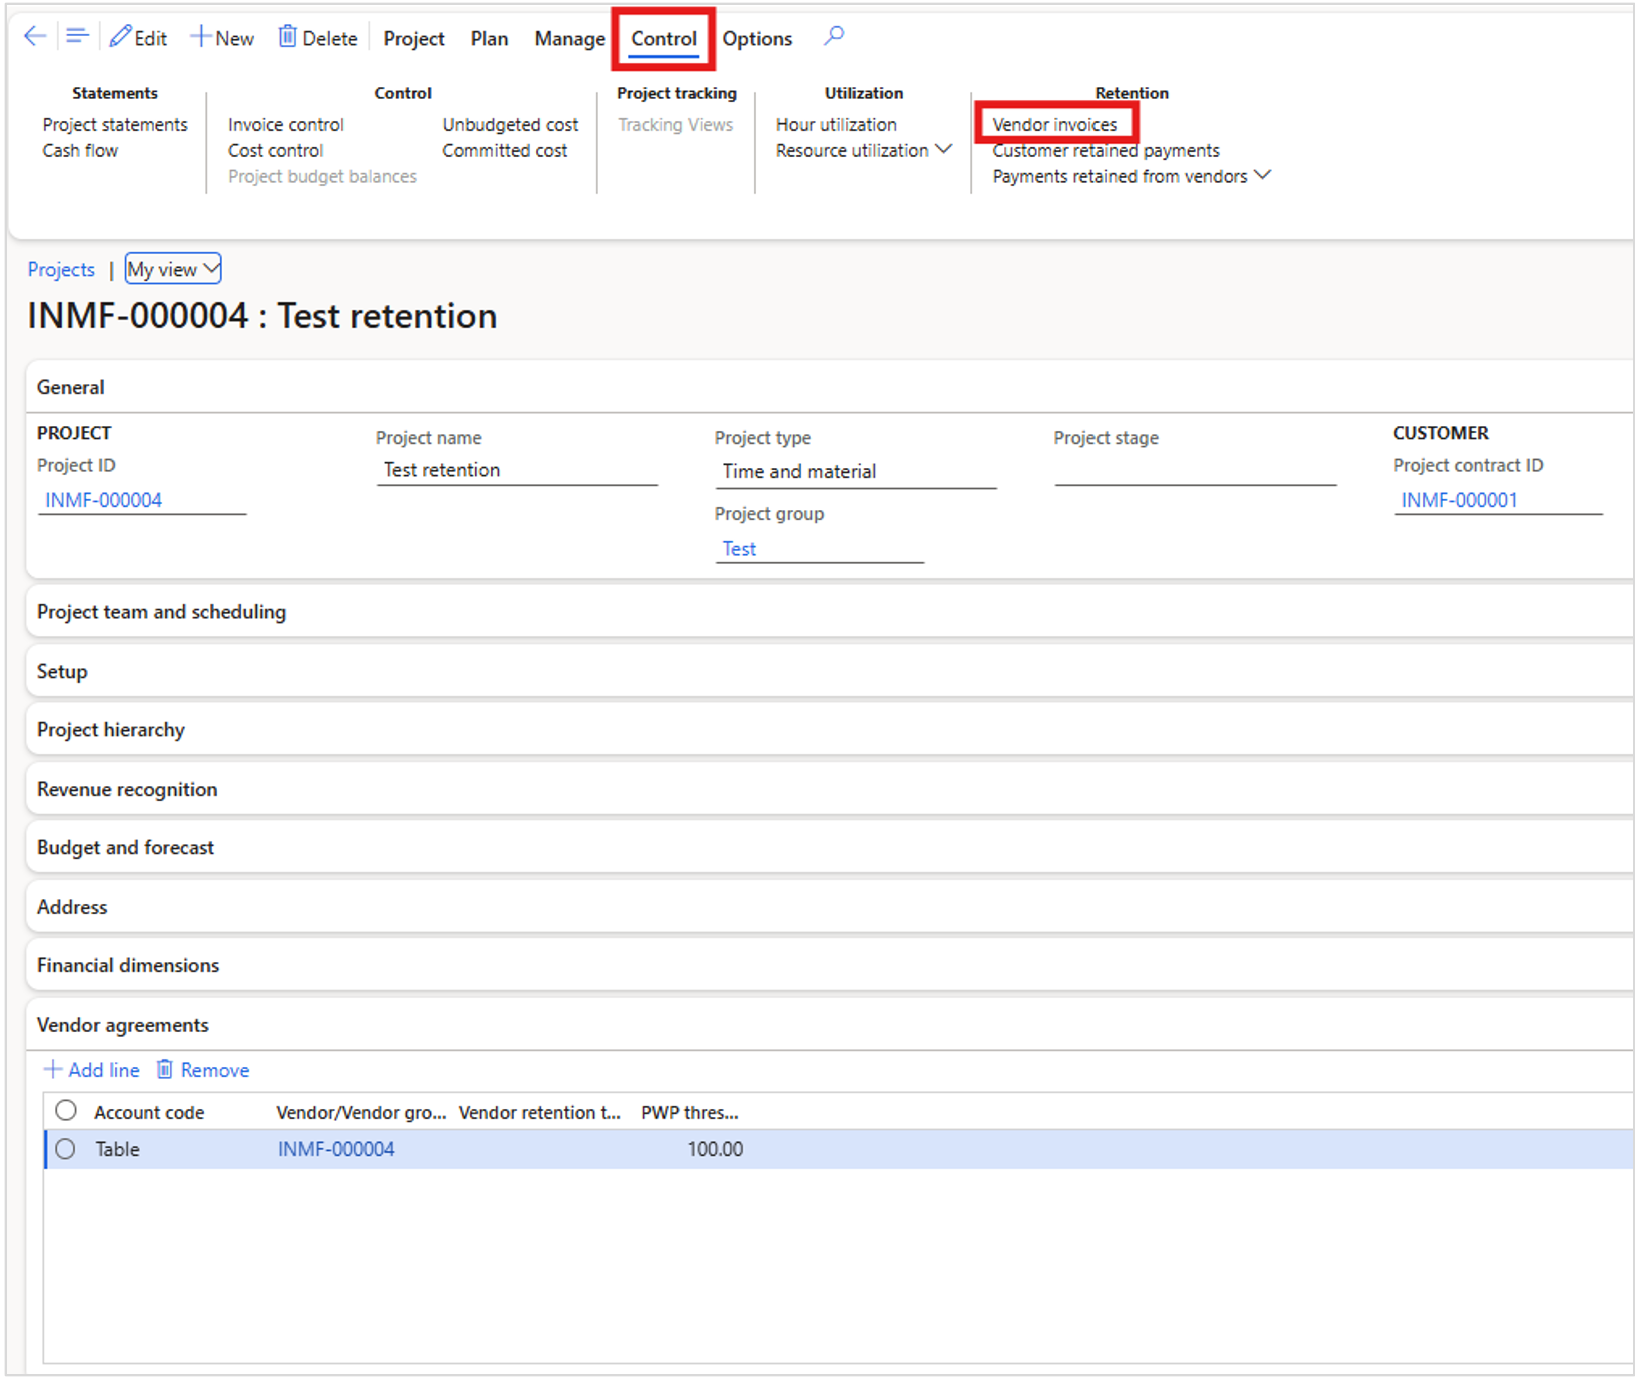 Edit New Delete Project Plan Manage Control Options
Statements
Project statements
Cash flow
Control
Invoice control
Cost control
Project budget balances
Unbudgeted cost
Committed cost
Project tracking
Tracking Views
Utilization
Hour utilization
Resource utilization
Retention
Vendor invoices
Customer retained payments
Payments retained from vendors
Projects | My view
INMF-000004 : Test retention
General
PROJECT
Project ID
INMF-000004
Project name
Test retention
Project type
Time and material
Project group
Test
Project stage
CUSTOMER
Project contract ID
INMF-000001
Project team and scheduling
Setup
Project hierarchy
Revenue recognition
Budget and forecast
Address
Financial dimensions
Vendor agreements
Add line Remove
Account code Vendor/Vendor gro... Vendor retention t... PWP thres...
Table INMF-000004 100.00